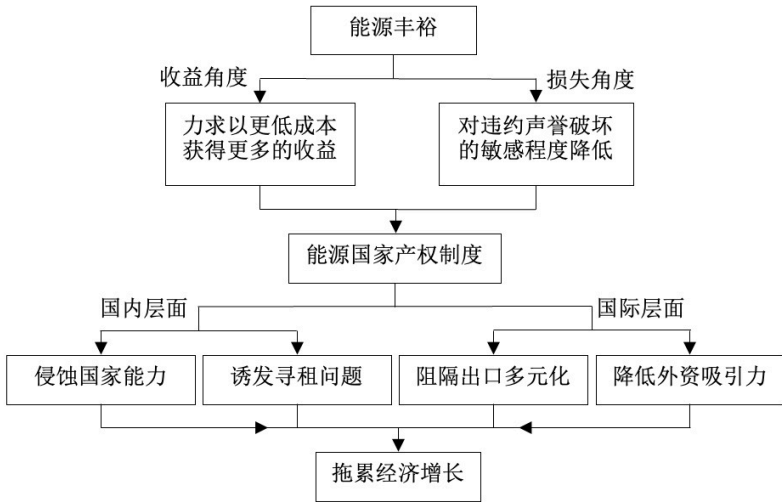 能源丰裕
收益角度
损失角度
力求以更低成本
获得更多的收益
对违约声誉破坏
的敏感程度降低
能源国家产权制度
国内层面
国际层面
侵蚀国家能力
诱发寻租问题
阻隔出口多元化
降低外资吸引力
拖累经济增长